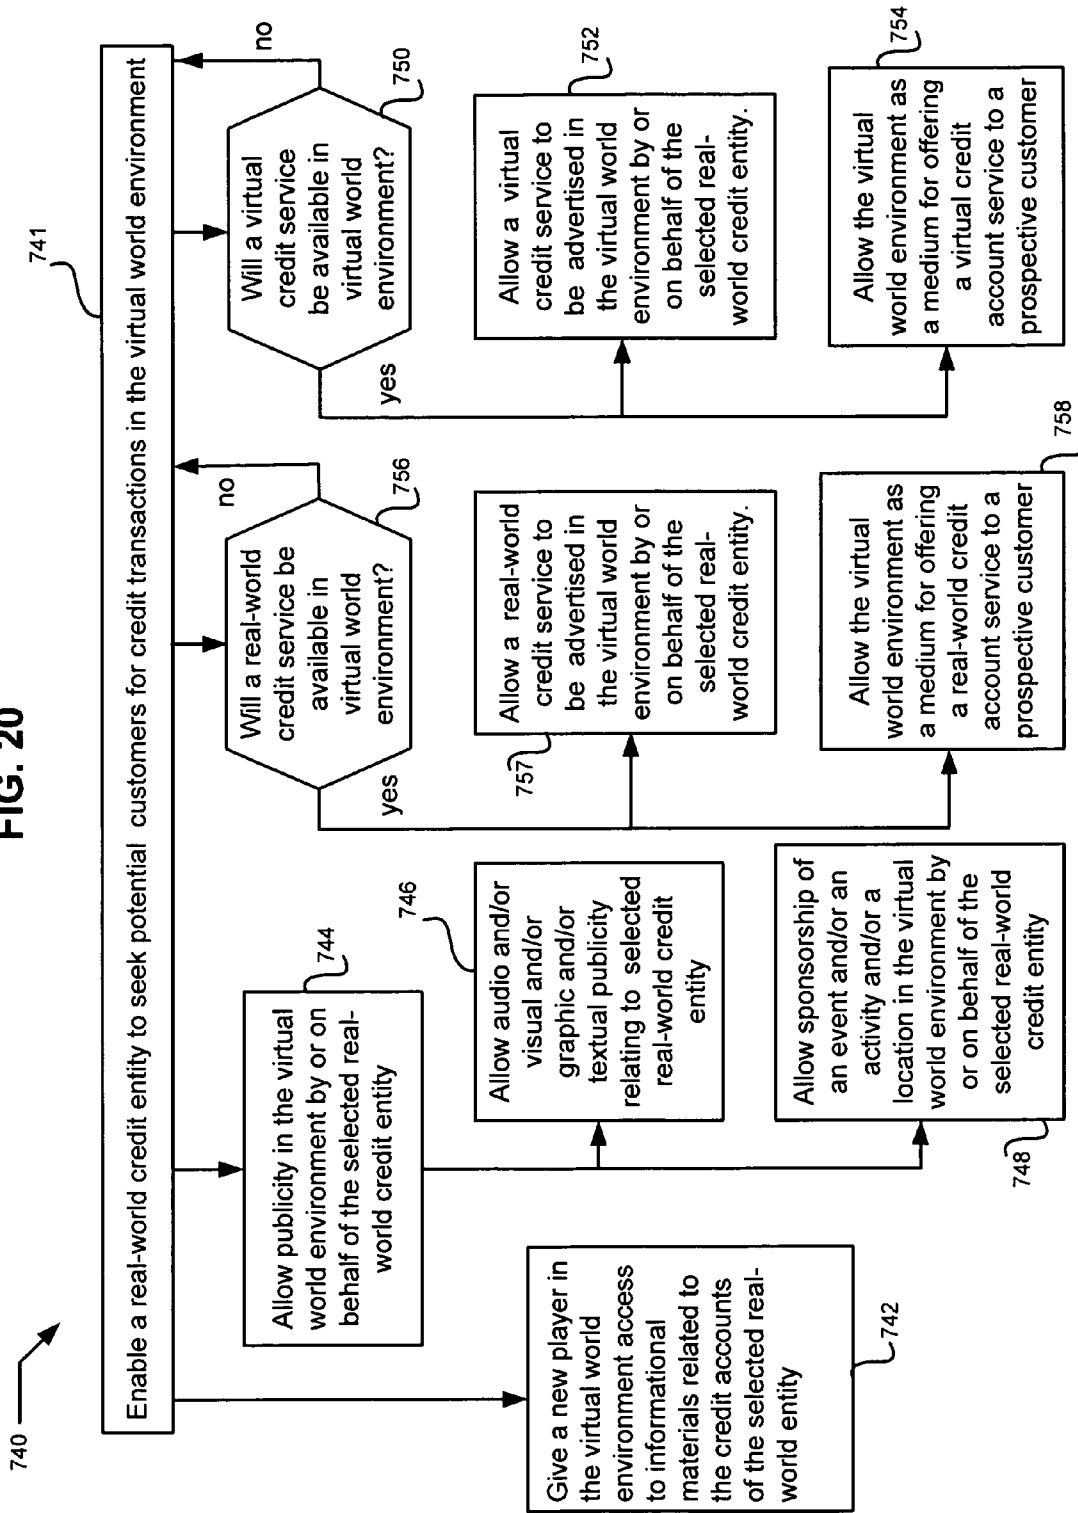 FIG. 20
740
741
Enable a real-world credit entity to seek potential customers for credit transactions in the virtual world environment
Give a new player in
the virtual world
environment access
to informational
materials related to
the credit accounts
of the selected real-
world entity
742
744
Allow publicity in the virtual
world environment by or on
behalf of the selected real-
world credit entity
746
Allow audio and/or
visual and/or
graphic and/or
textual publicity
relating to selected
real-world credit
entity
Allow sponsorship of
an event and/or an
activity and/or a
location in the virtual
world environment by
or on behalf of the
selected real-world
credit entity
748
Will a real-world
credit service be
available in
virtual world
environment?
756
no
yes
Allow a real-world
credit service to
be advertised in
the virtual world
environment by or
on behalf of the
selected real-
world credit entity.
757
Allow the virtual
world environment as
a medium for offering
a real-world credit
account service to a
prospective customer
758
Will a virtual
credit service
be available in
virtual world
environment?
750
no
yes
752
Allow a virtual
credit service to
be advertised in
the virtual world
environment by or
on behalf of the
selected real-
world credit entity.
754
Allow the virtual
world environment as
a medium for offering
a virtual credit
account service to a
prospective customer